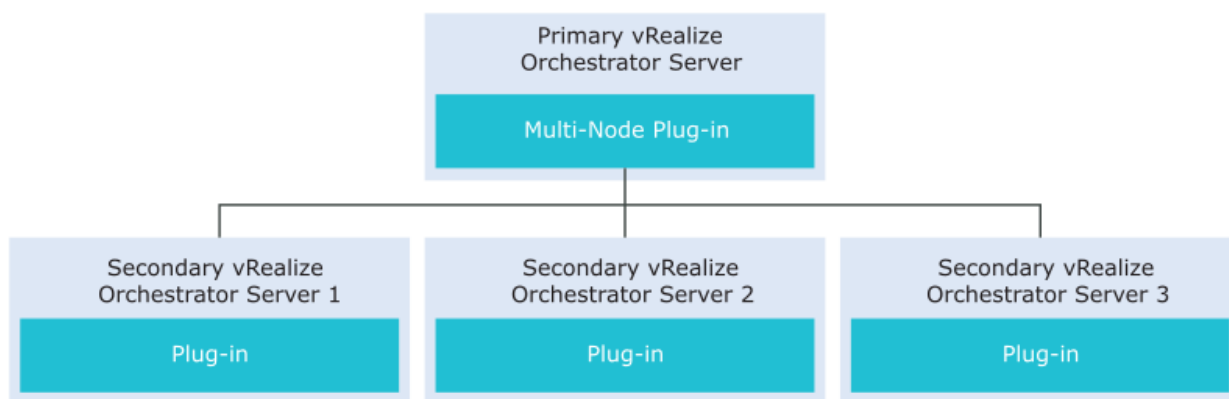 Primary vRealize
Orchestrator Server
Multi-Node Plug-in
Secondary vRealize
Orchestrator Server 1
Plug-in
Secondary vRealize
Orchestrator Server 2
Plug-in
Secondary vRealize
Orchestrator Server 3
Plug-in